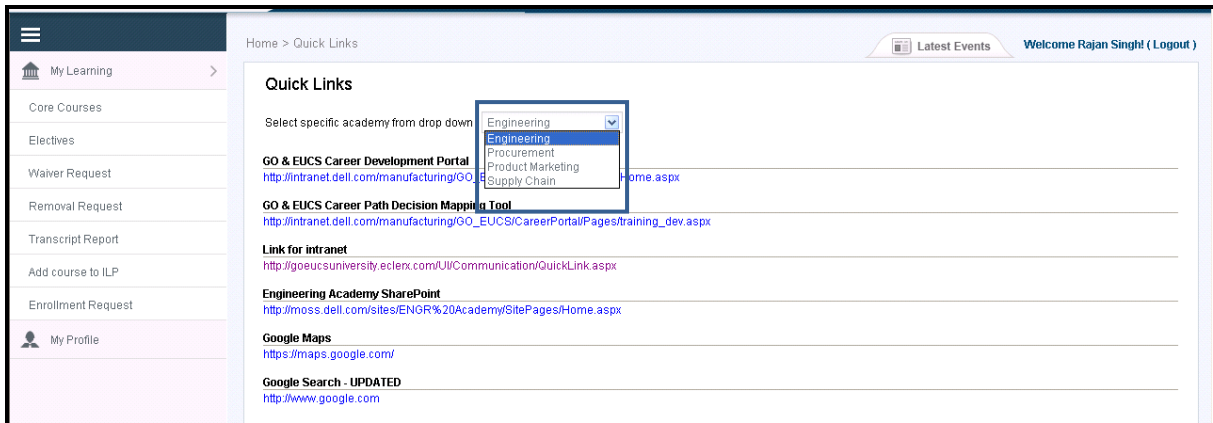 Home > Quick Links
Latest Events
Welcome Rajan Singh! ( Logout )
My Learning
Core Courses
Electives
Waiver Request
Removal Request
Transcript Report
Add course to ILP
Enrollment Request
My Profile
Quick Links
Select specific academy from drop down
Engineering
Engineering
Procurement
Product Marketing
Supply Chain
GO & EUCS Career Development Portal
http://intranet.dell.com/manufacturing/GO_E Home.aspx
GO & EUCS Career Path Decision Mapping Tool
http://intranet.dell.com/manufacturing/GO_EUCS/CareerPortal/Pages/training_dev.aspx
Link for intranet
http://goeucsuniversity.eclerx.com/UI/Communication/QuickLink.aspx
Engineering Academy SharePoint
http://moss.dell.com/sites/ENGR%20Academy/SitePages/Home.aspx
Google Maps
https://maps.google.com/
Google Search - UPDATED
http://www.google.com